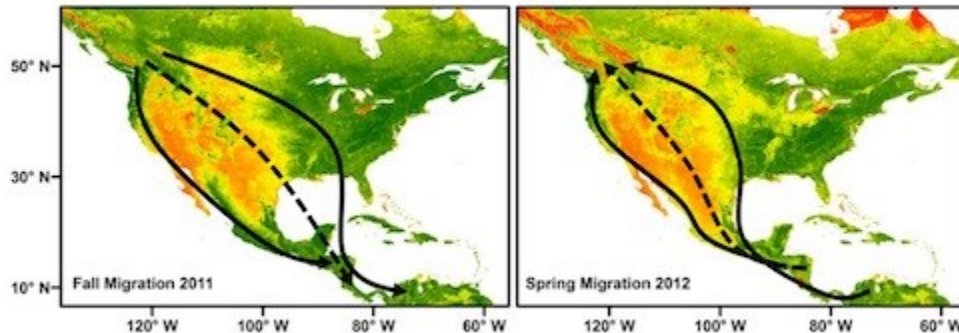 50° N
30° N
10° N
Fall Migration 2011
Spring Migration 2012
120° W
100° W
80° W
60° W
120° W
100° W
80° W
60° W